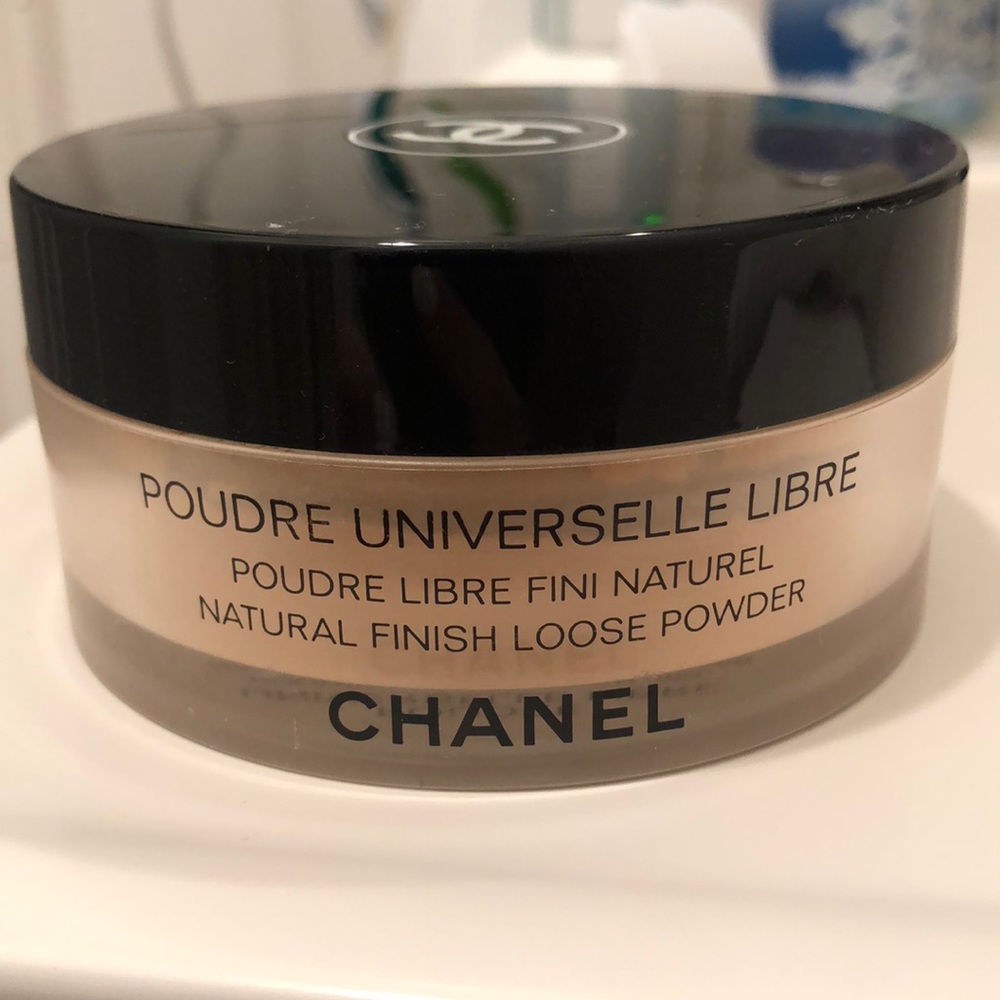 POUDRE UNIVERSELLE LIBRE
POUDRE LIBRE FINI NATUREL
NATURAL FINISH LOOSE POWDER
CHANEL